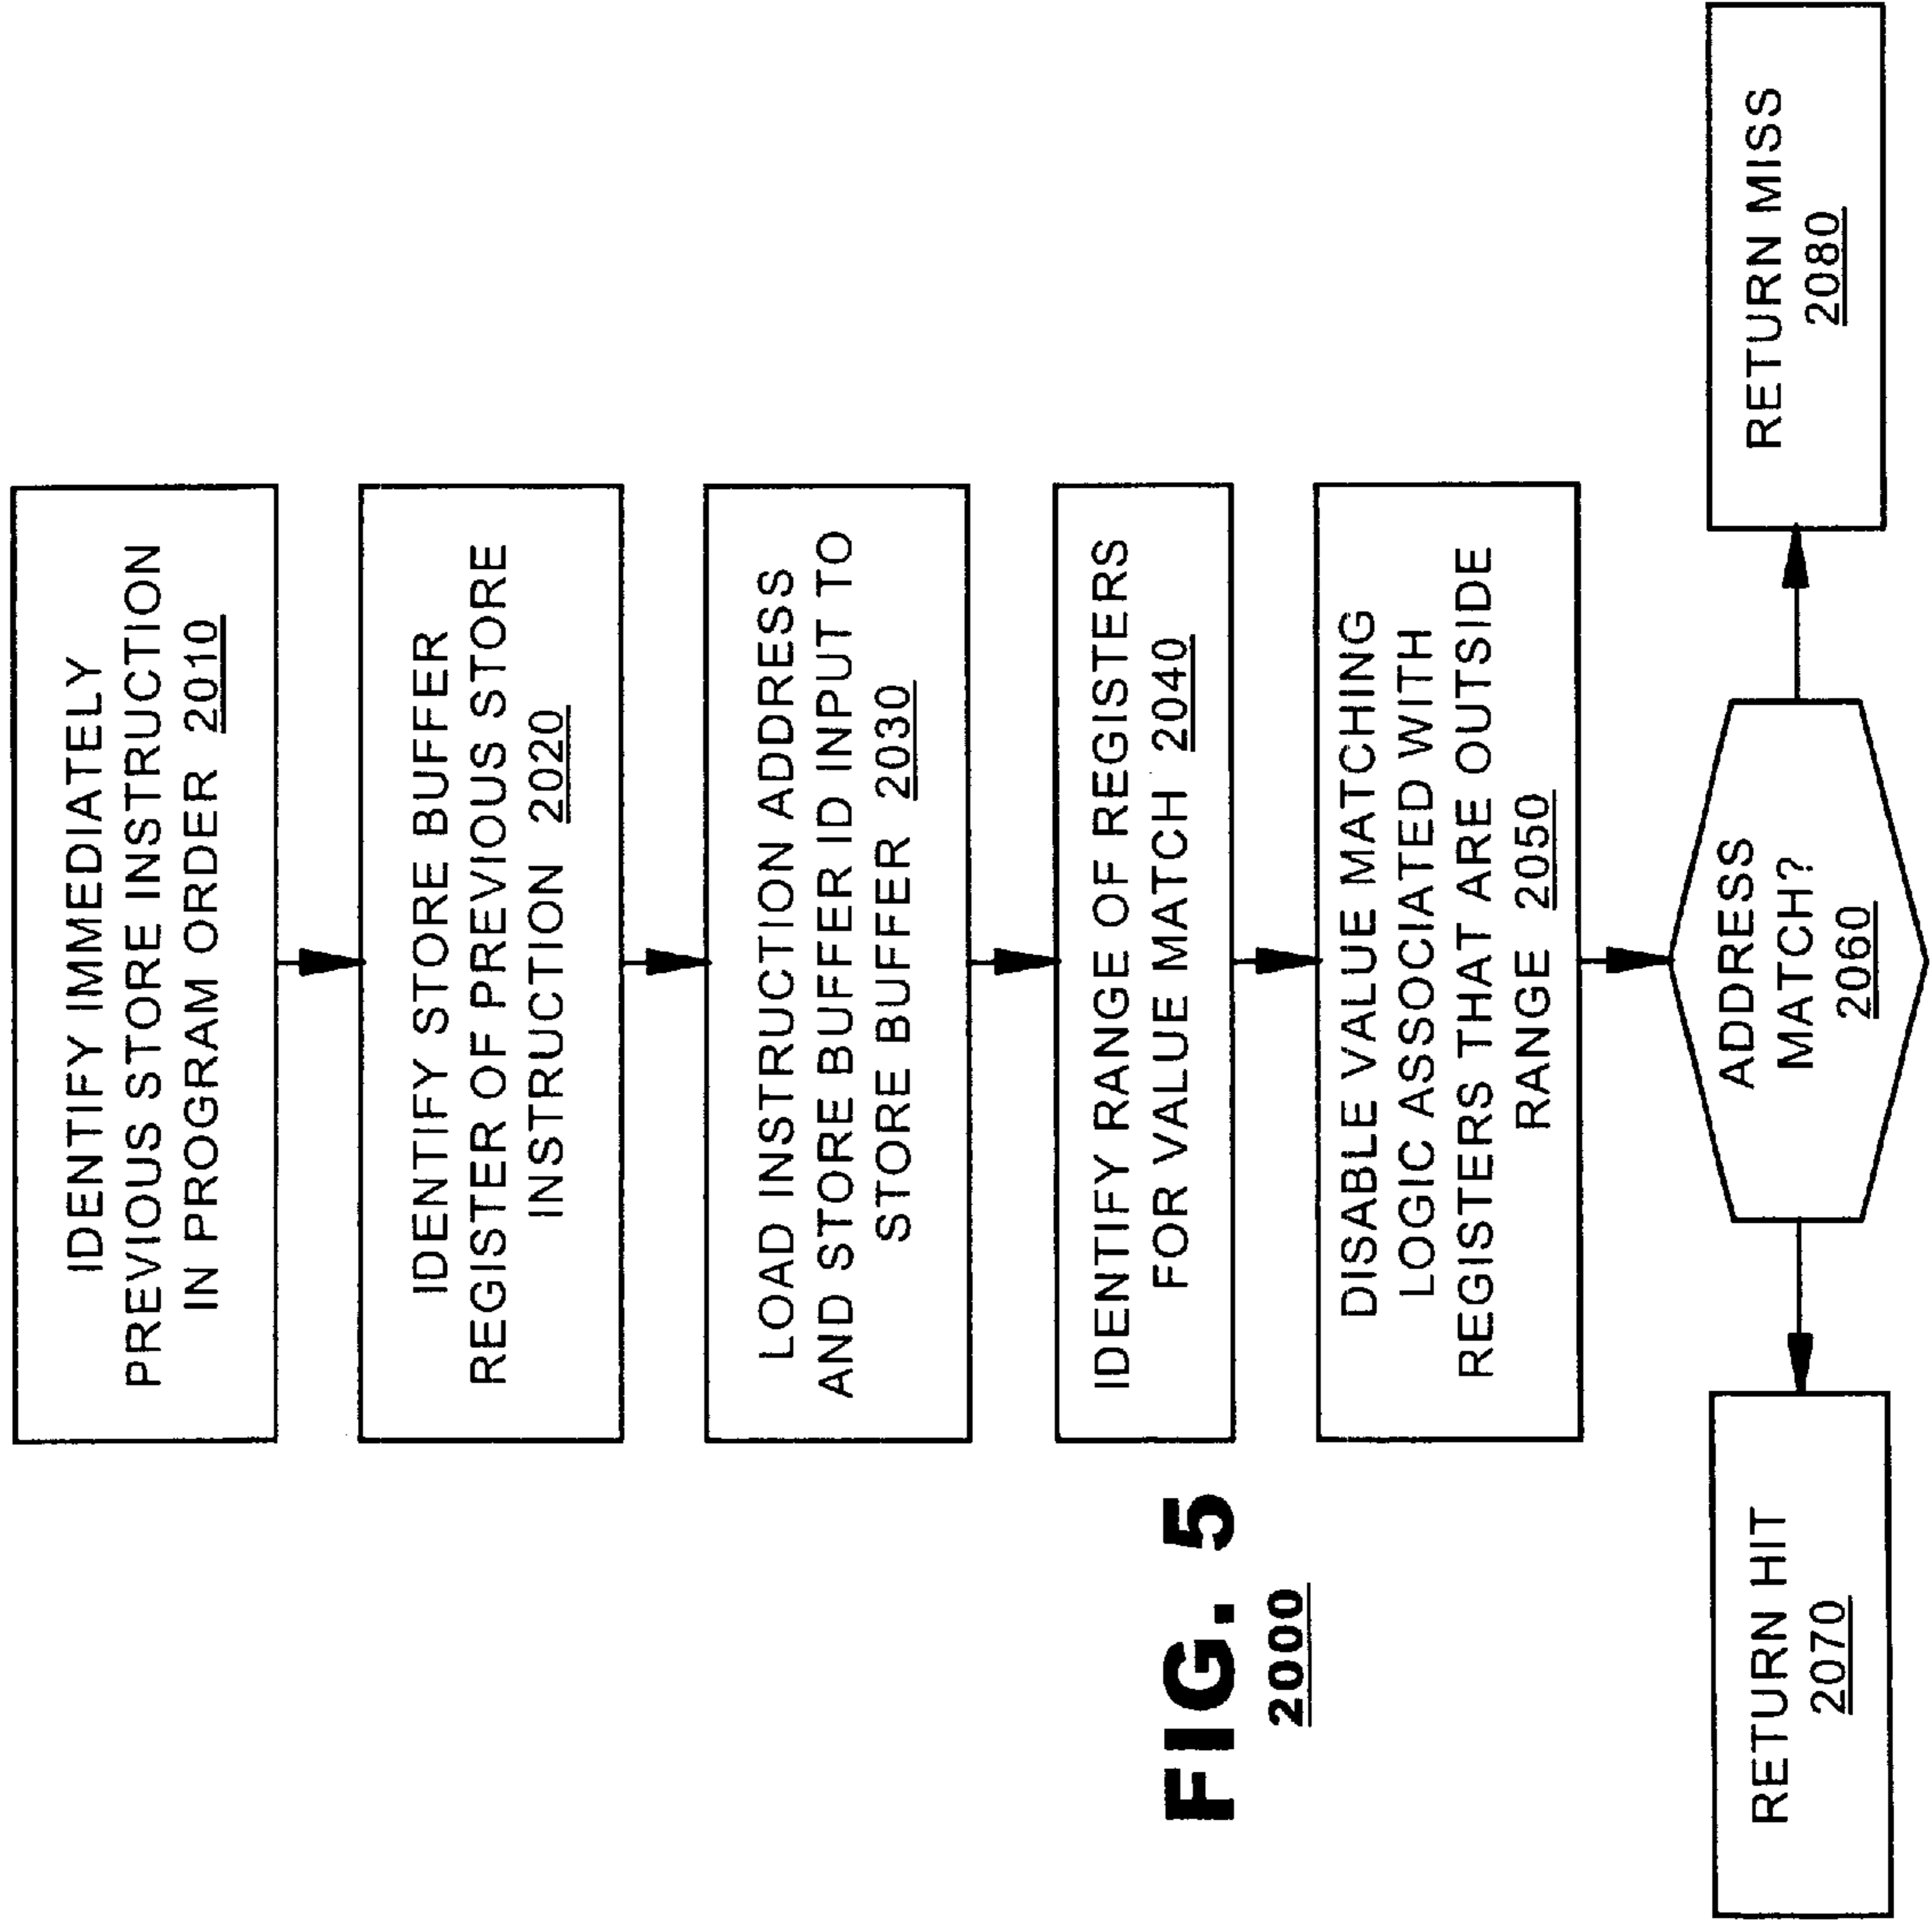 IDENTIFY IMMEDIATELY
PREVIOUS STORE INSTRUCTION
IN PROGRAM ORDER 2010
IDENTIFY STORE BUFFER
REGISTER OF PREVIOUS STORE
INSTRUCTION 2020
LOAD INSTRUCTION ADDRESS
AND STORE BUFFER ID INPUT TO
STORE BUFFER 2030
IDENTIFY RANGE OF REGISTERS
FOR VALUE MATCH 2040
DISABLE VALUE MATCHING
LOGIC ASSOCIATED WITH
REGISTERS THAT ARE OUTSIDE
RANGE 2050
ADDRESS
MATCH?
2060
RETURN HIT
2070
RETURN MISS
2080
FIG. 5
2000